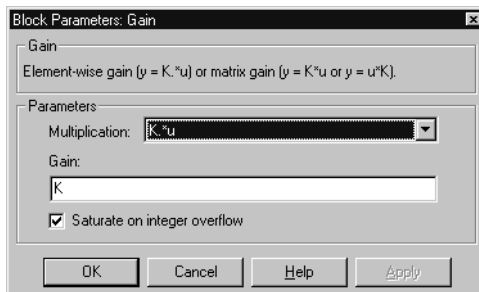 Block Parameters: Gain
Gain
Element-wise gain (y = K.*u) or matrix gain (y = K*u or y = u*K).
Parameters
Multiplication: K.*u
Gain:
K
Saturate on integer overflow
OK Cancel Help Apply